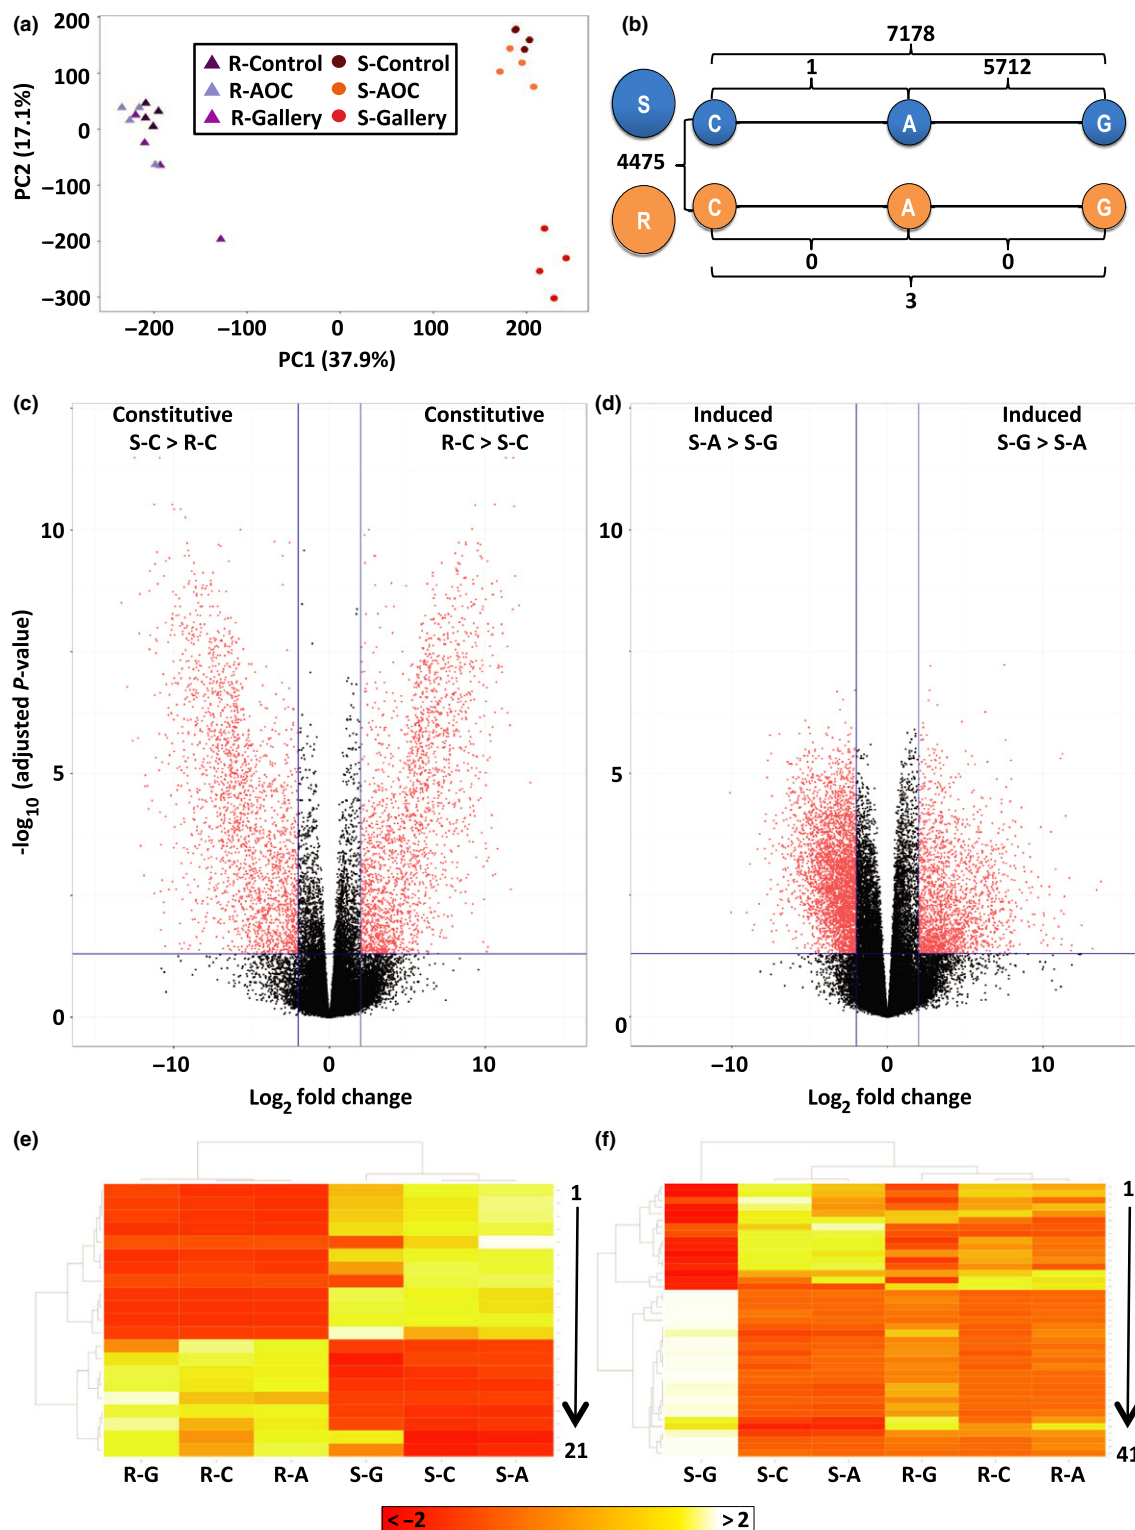 (a)
200
100
0
−100
−200
−300
PC2 (17.1%)
R-Control
S-Control
R-AOC
S-AOC
R-Gallery
S-Gallery
−200
−100
0
100
200
PC1 (37.9%)
(b)
7178
1
5712
S
C
A
G
4475
R
C
A
G
0
0
3
(c)
Constitutive
S-C > R-C
Constitutive
R-C > S-C
10
5
0
-log10 (adjusted P-value)
−10
0
10
Log2 fold change
(d)
Induced
S-A > S-G
Induced
S-G > S-A
10
5
0
−10
0
10
Log2 fold change
(e)
1
21
R-G
R-C
R-A
S-G
S-C
S-A
(f)
1
41
S-G
S-C
S-A
R-G
R-C
R-A
< −2
> 2